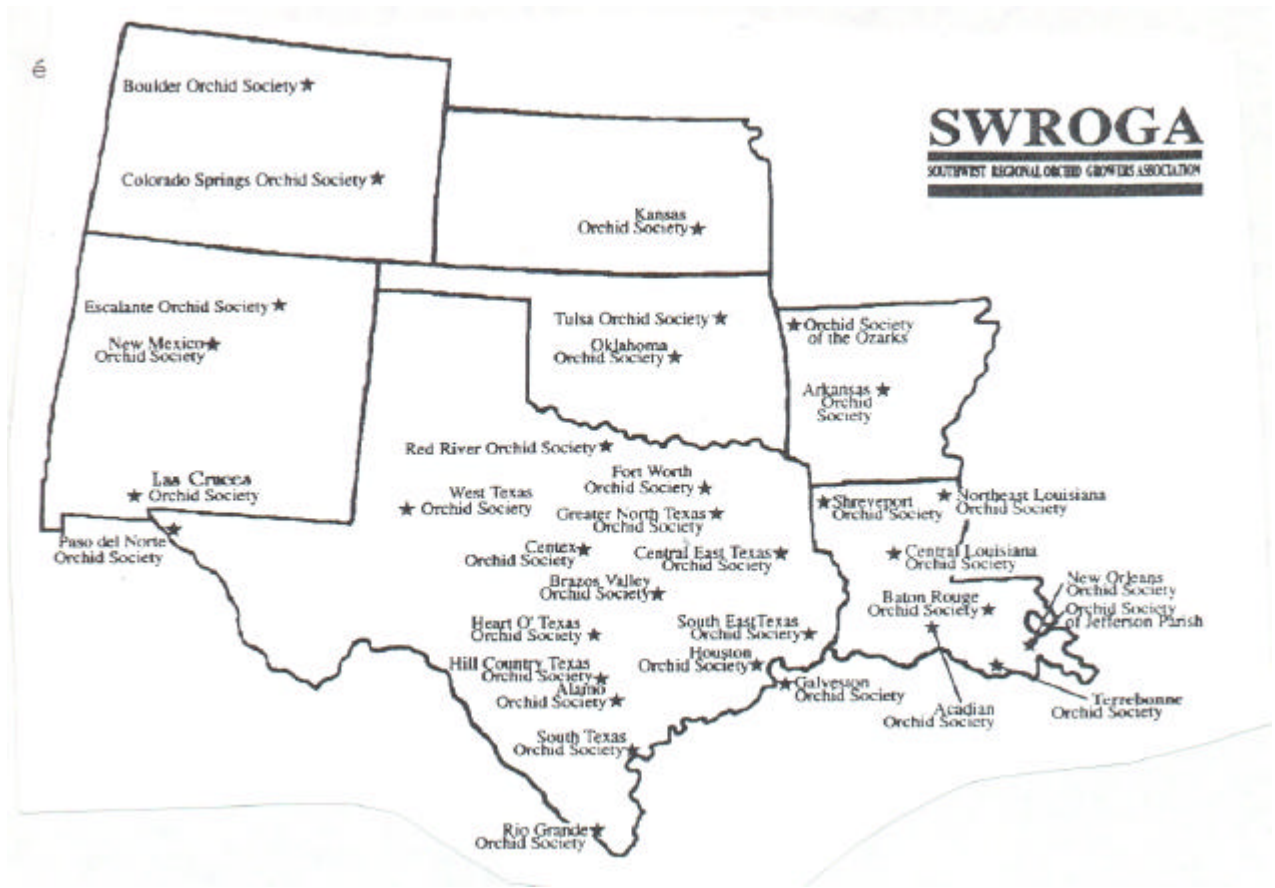 é
SWROGA
SOUTHWEST REGIONAL ORCHID GROWERS ASSOCIATION
Boulder Orchid Society
Colorado Springs Orchid Society
Kansas
Orchid Society
Escalante Orchid Society
New Mexico
Orchid Society
Tulsa Orchid Society
Oklahoma
Orchid Society
Orchid Society
of the Ozarks
Arkansas
Orchid
Society
Red River Orchid Society
Las Cruces
Orchid Society
West Texas
Orchid Society
Fort Worth
Orchid Society
Greater North Texas
Orchid Society
Shreveport
Orchid Society
Northeast Louisiana
Orchid Society
Paso del Norte
Orchid Society
Centex
Orchid Society
Central East Texas
Orchid Society
Central Louisiana
Orchid Society
Brazos Valley
Orchid Society
New Orleans
Orchid Society
Baton Rouge
Orchid Society
Orchid Society
of Jefferson Parish
Heart O' Texas
Orchid Society
South East Texas
Orchid Society
Houston
Orchid Society
Hill Country Texas
Orchid Society
Alamo
Orchid Society
Galveston
Orchid Society
Acadian
Orchid Society
Terrebonne
Orchid Society
South Texas
Orchid Society
Rio Grande
Orchid Society